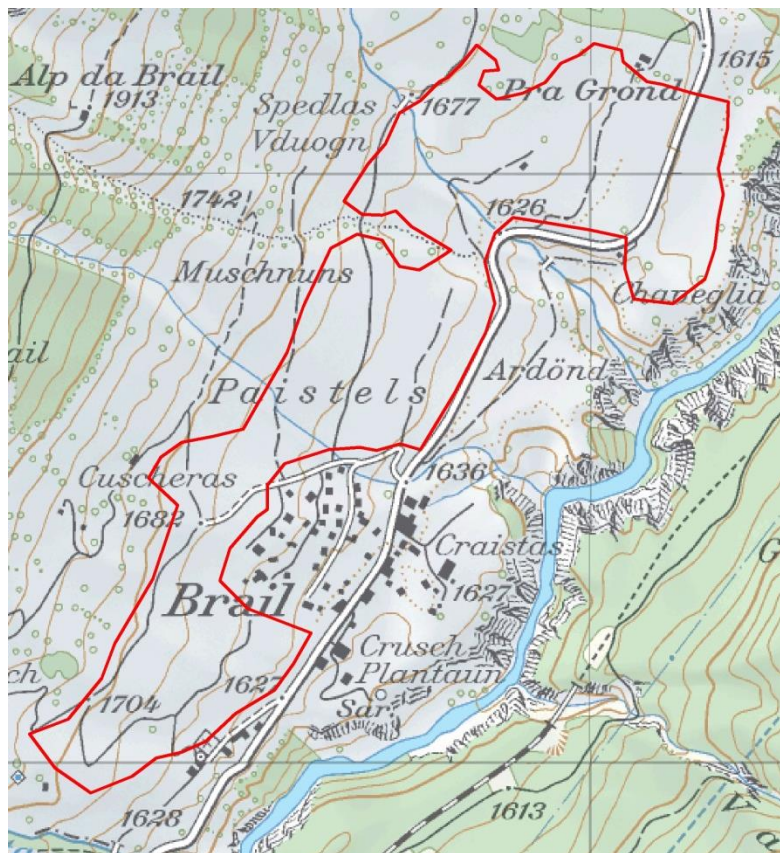 1615
Alp da Brail
1913
Pra Grond
Spedlas
Vduogn
1677
1742
1626
Muschnuns
Chaneglia
ail
Paistels
Ardönd
Cuscheras
1636
1682
Craistas
Brail
1627
Crusch
Plantaun
ch
1704
1627
Sar
1613
1628
V
a